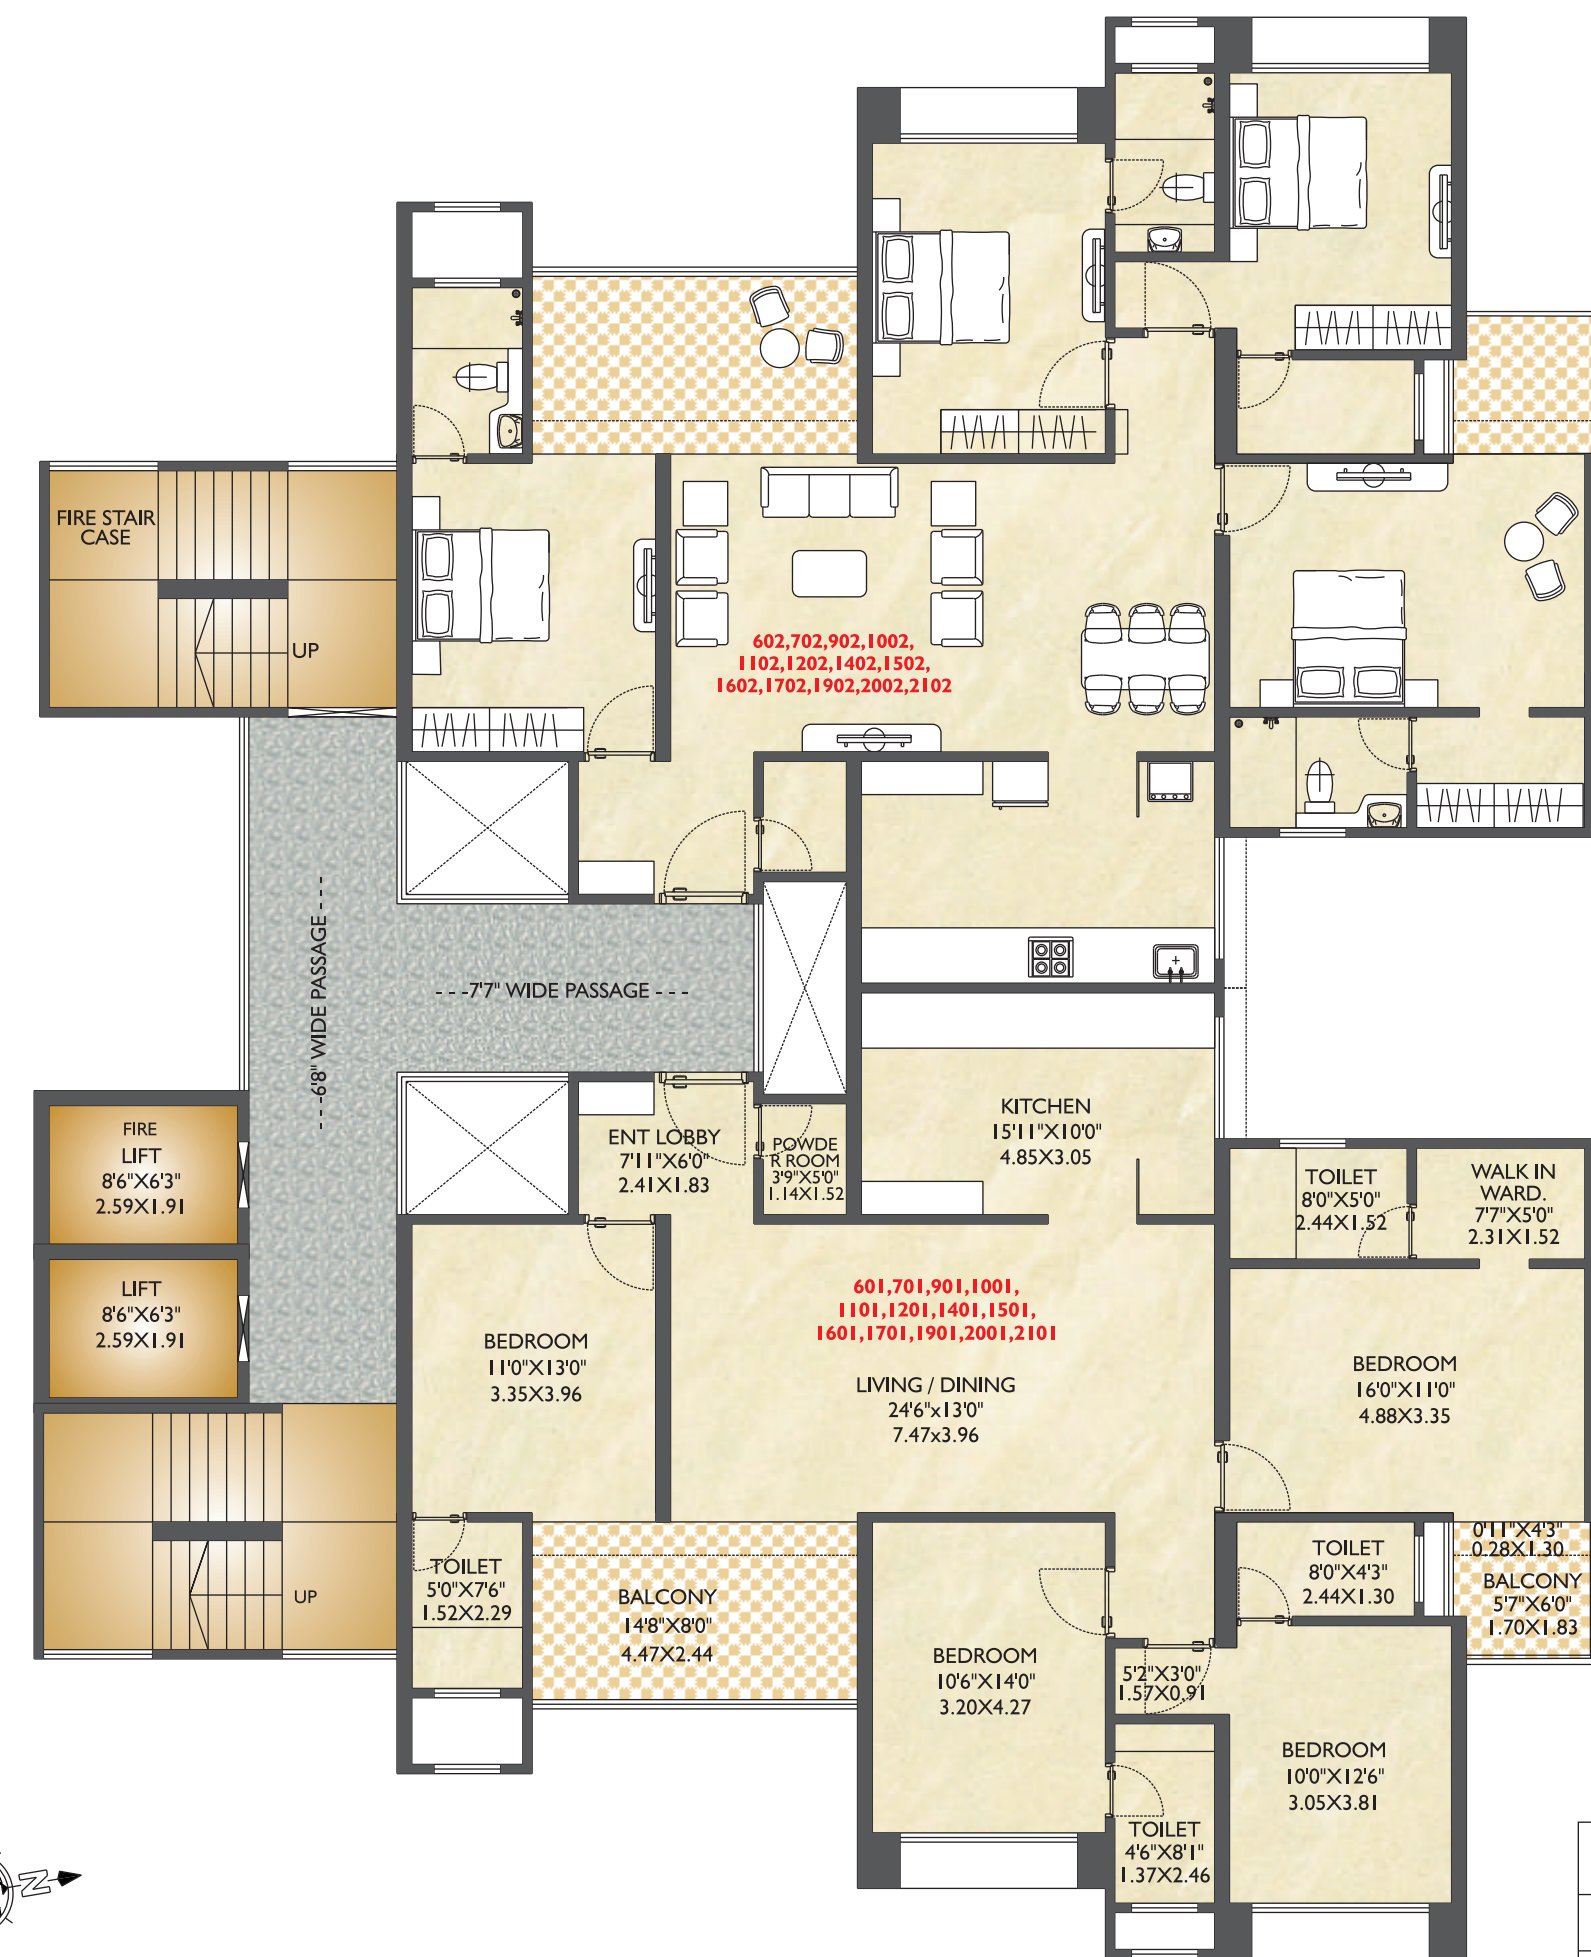 FIRE STAIR
CASE
UP
602,702,902,1002,
1102,1202,1402,1502,
1602,1702,1902,2002,2102
6'8" WIDE PASSAGE
7'7" WIDE PASSAGE
FIRE
LIFT
8'6"X6'3"
2.59X1.91
LIFT
8'6"X6'3"
2.59X1.91
ENT LOBBY
7'11"X6'0"
2.41X1.83
POWDE
R ROOM
3'9"X5'0"
1.14X1.52
KITCHEN
15'11"X10'0"
4.85X3.05
TOILET
8'0"X5'0"
2.44X1.52
WALK IN
WARD.
7'7"X5'0"
2.31X1.52
601,701,901,1001,
1101,1201,1401,1501,
1601,1701,1901,2001,2101
LIVING / DINING
24'6"x13'0"
7.47x3.96
BEDROOM
11'0"X13'0"
3.35X3.96
BEDROOM
16'0"X11'0"
4.88X3.35
UP
TOILET
5'0"X7'6"
1.52X2.29
BALCONY
14'8"X8'0"
4.47X2.44
TOILET
8'0"X4'3"
2.44X1.30
0'11"X4'3"
0.28X1.30
BALCONY
5'7"X6'0"
1.70X1.83
BEDROOM
10'6"X14'0"
3.20X4.27
5'2"X3'0"
1.57X0.91
BEDROOM
10'0"X12'6"
3.05X3.81
TOILET
4'6"X8'1"
1.37X2.46
N